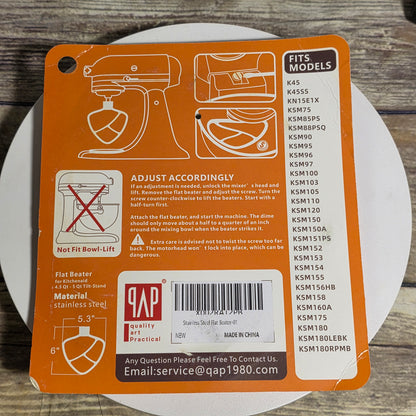 FITS
MODELS
K45
K45SS
KN15E1X
KSM75
KSM85PS
KSM88PSQ
KSM90
KSM95
KSM96
KSM97
KSM100
KSM103
KSM105
KSM110
KSM120
KSM150
KSM150A
KSM151PS
KSM152
KSM153
KSM154
KSM155
KSM156HB
KSM158
KSM160A
KSM175
KSM180
KSM180LEBK
KSM180RPMB
ADJUST ACCORDINGLY
If an adjustment is needed, unlock the mixer's head and
lift. Remove the flat beater and adjust the screw. Turn the
screw counter-clockwise to lift the beaters. Start with a
half-turn first.
Attach the flat beater, and start the machine. The dime
should only move about a half to a quarter of an inch
around the mixing bowl when the beater strikes it.
Extra care is advised not to twist the screw too far
back. The motorhead won't lock into place, which can be
dangerous.
Not Fit Bowl-Lift
Flat Beater
for Kitchenaid
4.5 Qt - 5 Qt Tilt-Stand
Material
stainless steel
5.3"
6"
QAP
quality
art
Practical
Stainless Steel Flat Beater-01
NEW
MADE IN CHINA
Any Question Please Feel Free To Contact Us.
Email:service@qap1980.com